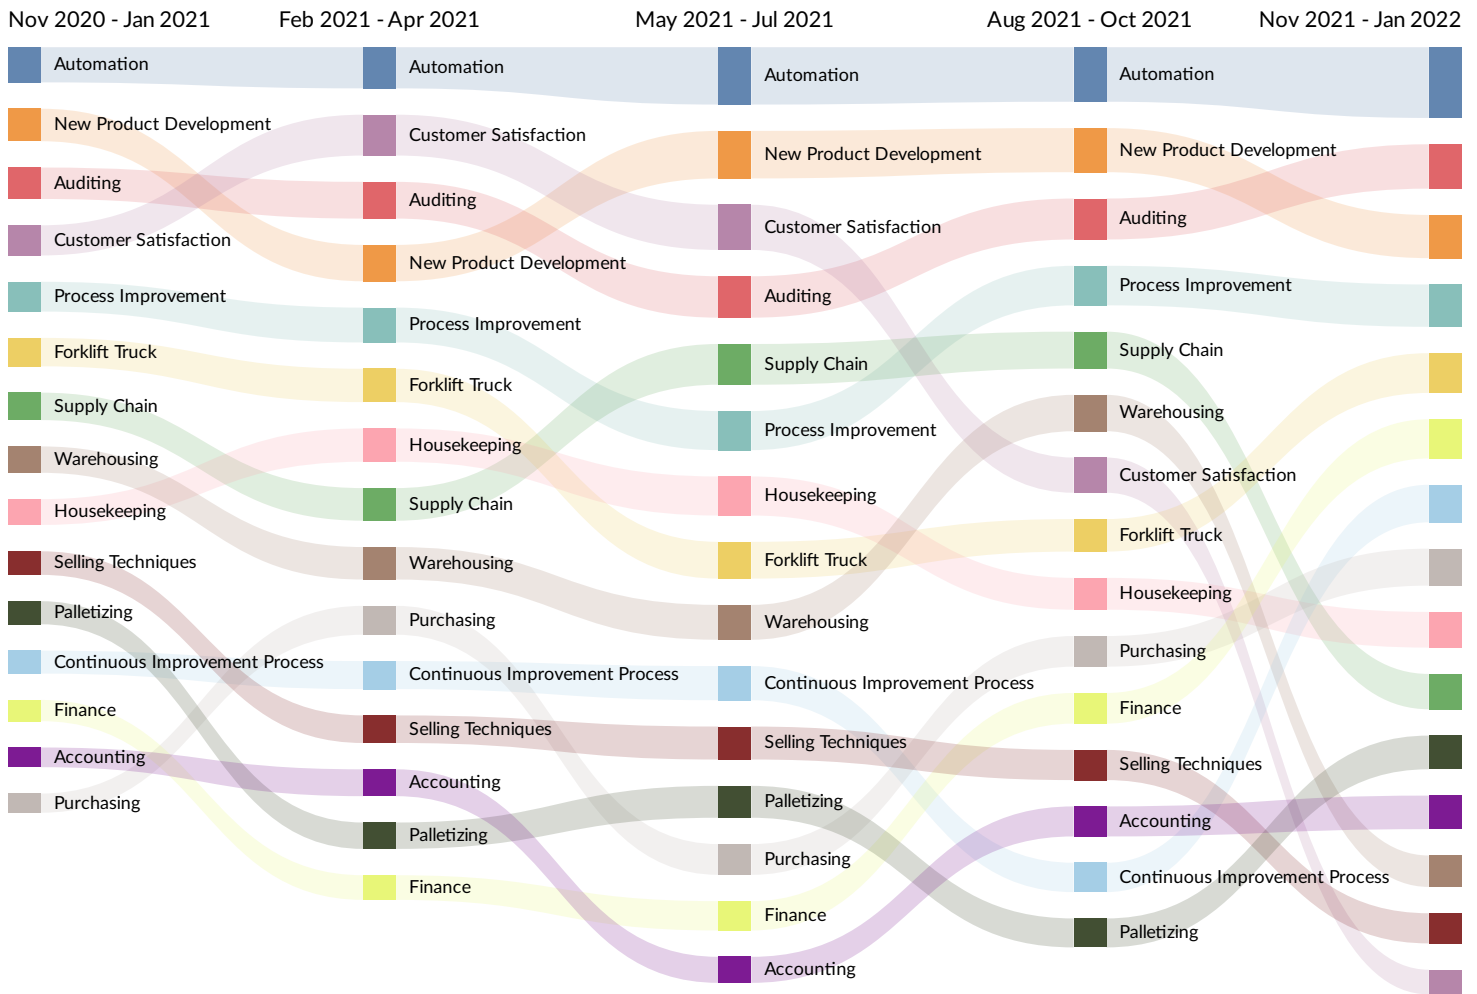 Nov 2020 - Jan 2021
Feb 2021 - Apr 2021
May 2021 - Jul 2021
Aug 2021 - Oct 2021
Nov 2021 - Jan 2022
Automation
New Product Development
Auditing
Customer Satisfaction
Process Improvement
Forklift Truck
Supply Chain
Warehousing
Housekeeping
Selling Techniques
Palletizing
Continuous Improvement Process
Finance
Accounting
Purchasing
Automation
Customer Satisfaction
Auditing
New Product Development
Process Improvement
Forklift Truck
Housekeeping
Supply Chain
Warehousing
Purchasing
Continuous Improvement Process
Selling Techniques
Accounting
Palletizing
Finance
Automation
New Product Development
Customer Satisfaction
Auditing
Supply Chain
Process Improvement
Housekeeping
Forklift Truck
Warehousing
Continuous Improvement Process
Selling Techniques
Palletizing
Purchasing
Finance
Accounting
Automation
New Product Development
Auditing
Process Improvement
Supply Chain
Warehousing
Customer Satisfaction
Forklift Truck
Housekeeping
Purchasing
Finance
Selling Techniques
Accounting
Continuous Improvement Process
Palletizing